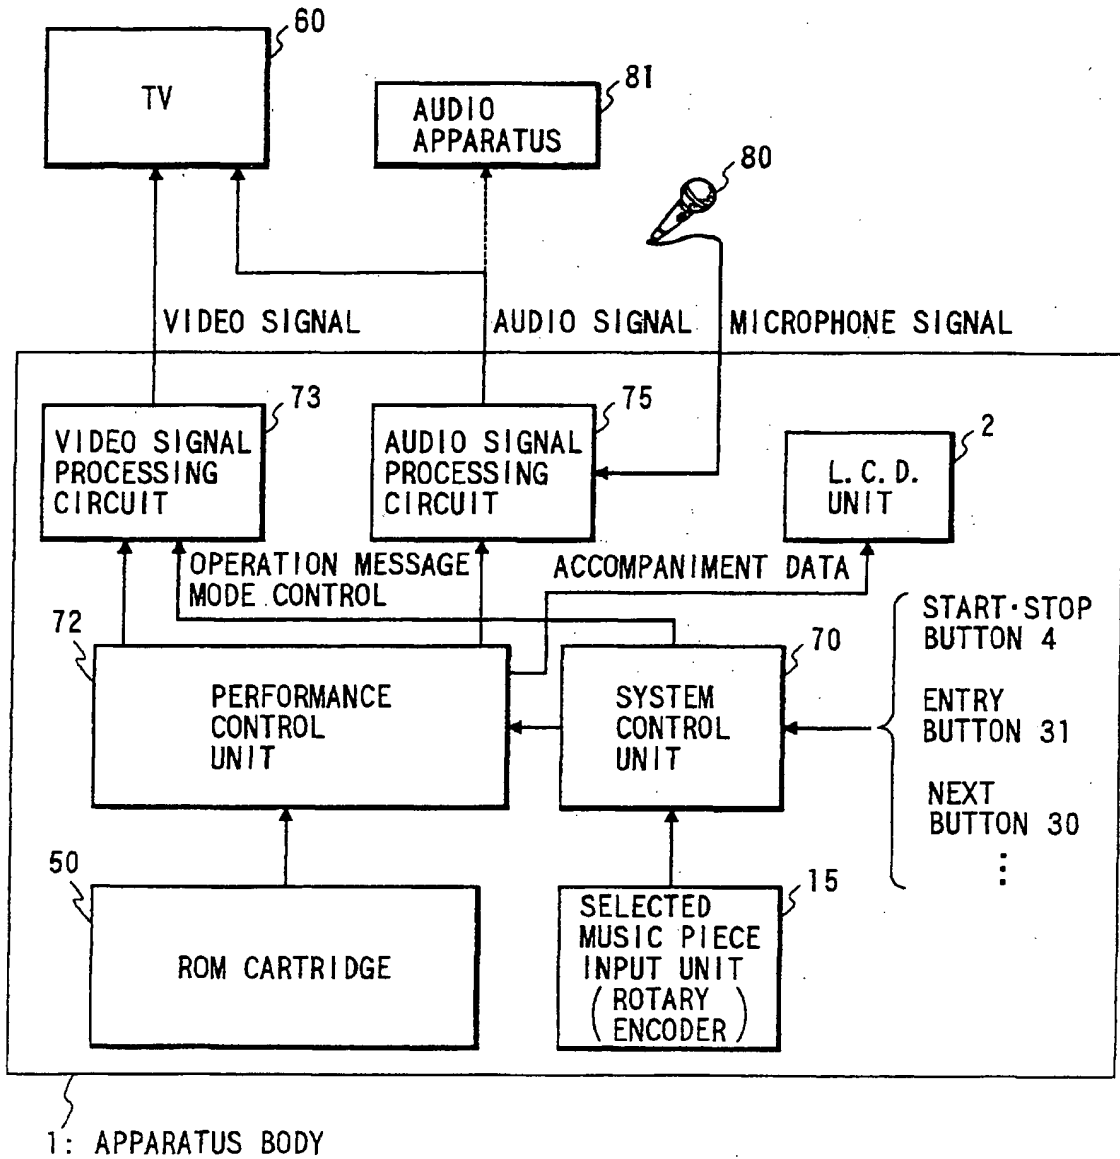 60
TV
81
AUDIO
APPARATUS
80
VIDEO SIGNAL
AUDIO SIGNAL
MICROPHONE SIGNAL
73
VIDEO SIGNAL
PROCESSING
CIRCUIT
75
AUDIO SIGNAL
PROCESSING
CIRCUIT
2
L.C.D.
UNIT
OPERATION MESSAGE
MODE CONTROL
ACCOMPANIMENT DATA
72
PERFORMANCE
CONTROL
UNIT
70
SYSTEM
CONTROL
UNIT
START·STOP
BUTTON 4
ENTRY
BUTTON 31
NEXT
BUTTON 30
⋮
50
ROM CARTRIDGE
15
SELECTED
MUSIC PIECE
INPUT UNIT
(ROTARY
ENCODER)
1: APPARATUS BODY